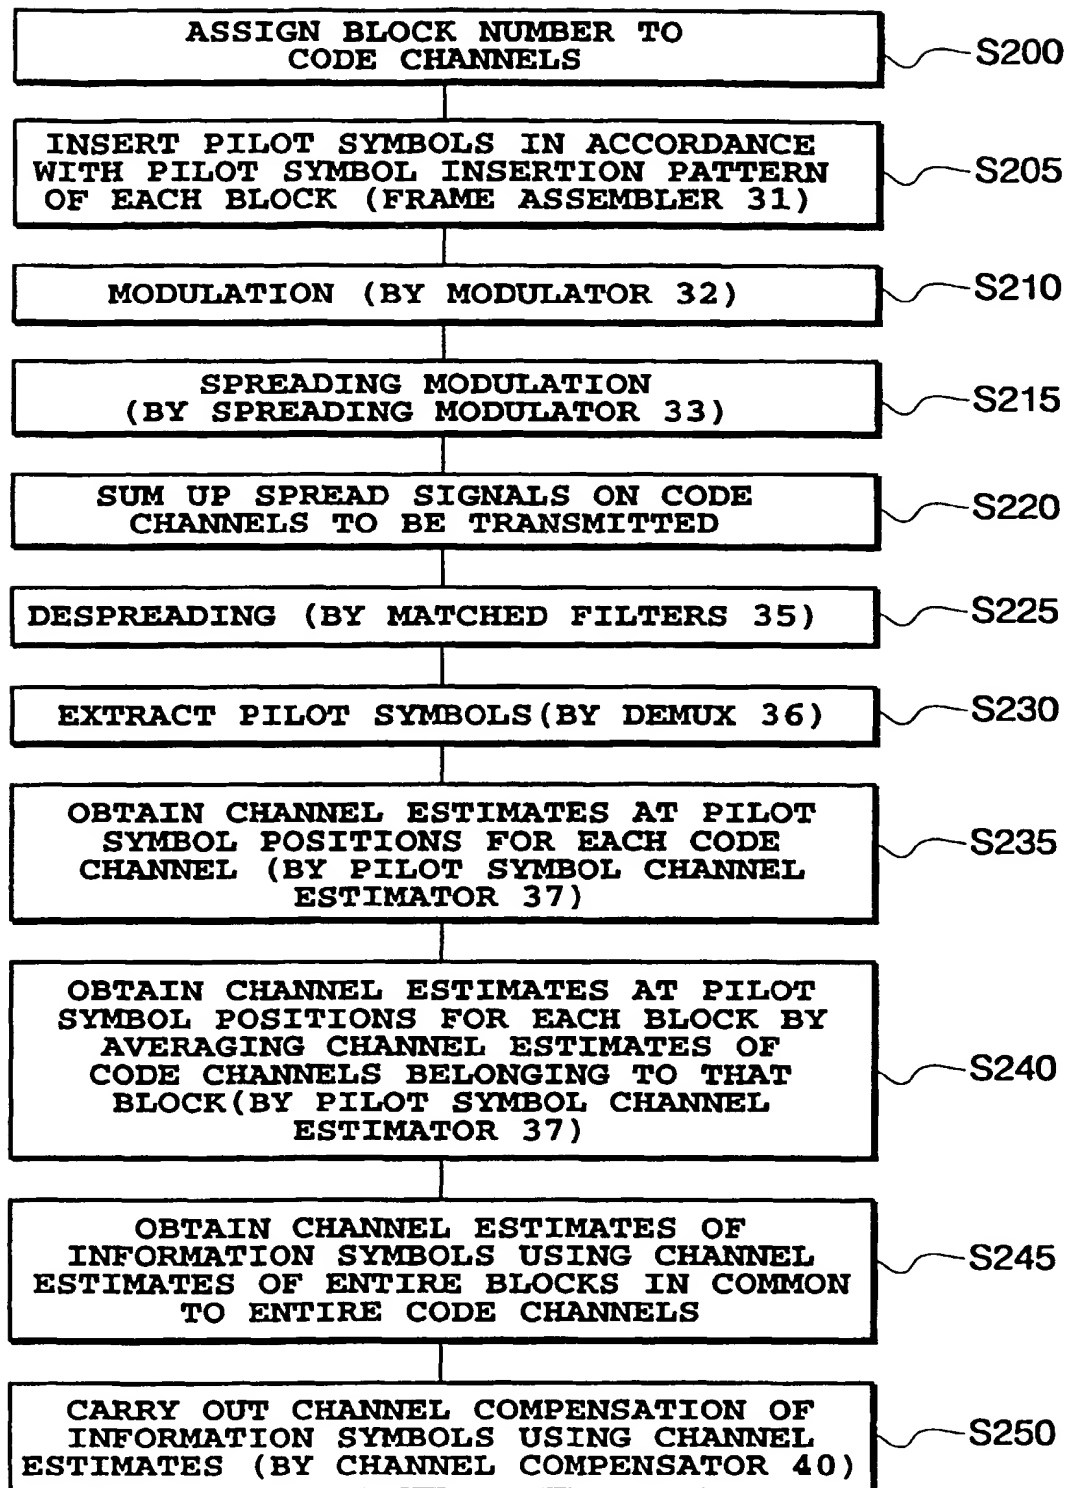 ASSIGN BLOCK NUMBER TO
CODE CHANNELS
S200
INSERT PILOT SYMBOLS IN ACCORDANCE
WITH PILOT SYMBOL INSERTION PATTERN
OF EACH BLOCK (FRAME ASSEMBLER 31)
S205
MODULATION (BY MODULATOR 32)
S210
SPREADING MODULATION
(BY SPREADING MODULATOR 33)
S215
SUM UP SPREAD SIGNALS ON CODE
CHANNELS TO BE TRANSMITTED
S220
DESPREADING (BY MATCHED FILTERS 35)
S225
EXTRACT PILOT SYMBOLS(BY DEMUX 36)
S230
OBTAIN CHANNEL ESTIMATES AT PILOT
SYMBOL POSITIONS FOR EACH CODE
CHANNEL (BY PILOT SYMBOL CHANNEL
ESTIMATOR 37)
S235
OBTAIN CHANNEL ESTIMATES AT PILOT
SYMBOL POSITIONS FOR EACH BLOCK BY
AVERAGING CHANNEL ESTIMATES OF
CODE CHANNELS BELONGING TO THAT
BLOCK(BY PILOT SYMBOL CHANNEL
ESTIMATOR 37)
S240
OBTAIN CHANNEL ESTIMATES OF
INFORMATION SYMBOLS USING CHANNEL
ESTIMATES OF ENTIRE BLOCKS IN COMMON
TO ENTIRE CODE CHANNELS
S245
CARRY OUT CHANNEL COMPENSATION OF
INFORMATION SYMBOLS USING CHANNEL
ESTIMATES (BY CHANNEL COMPENSATOR 40)
S250